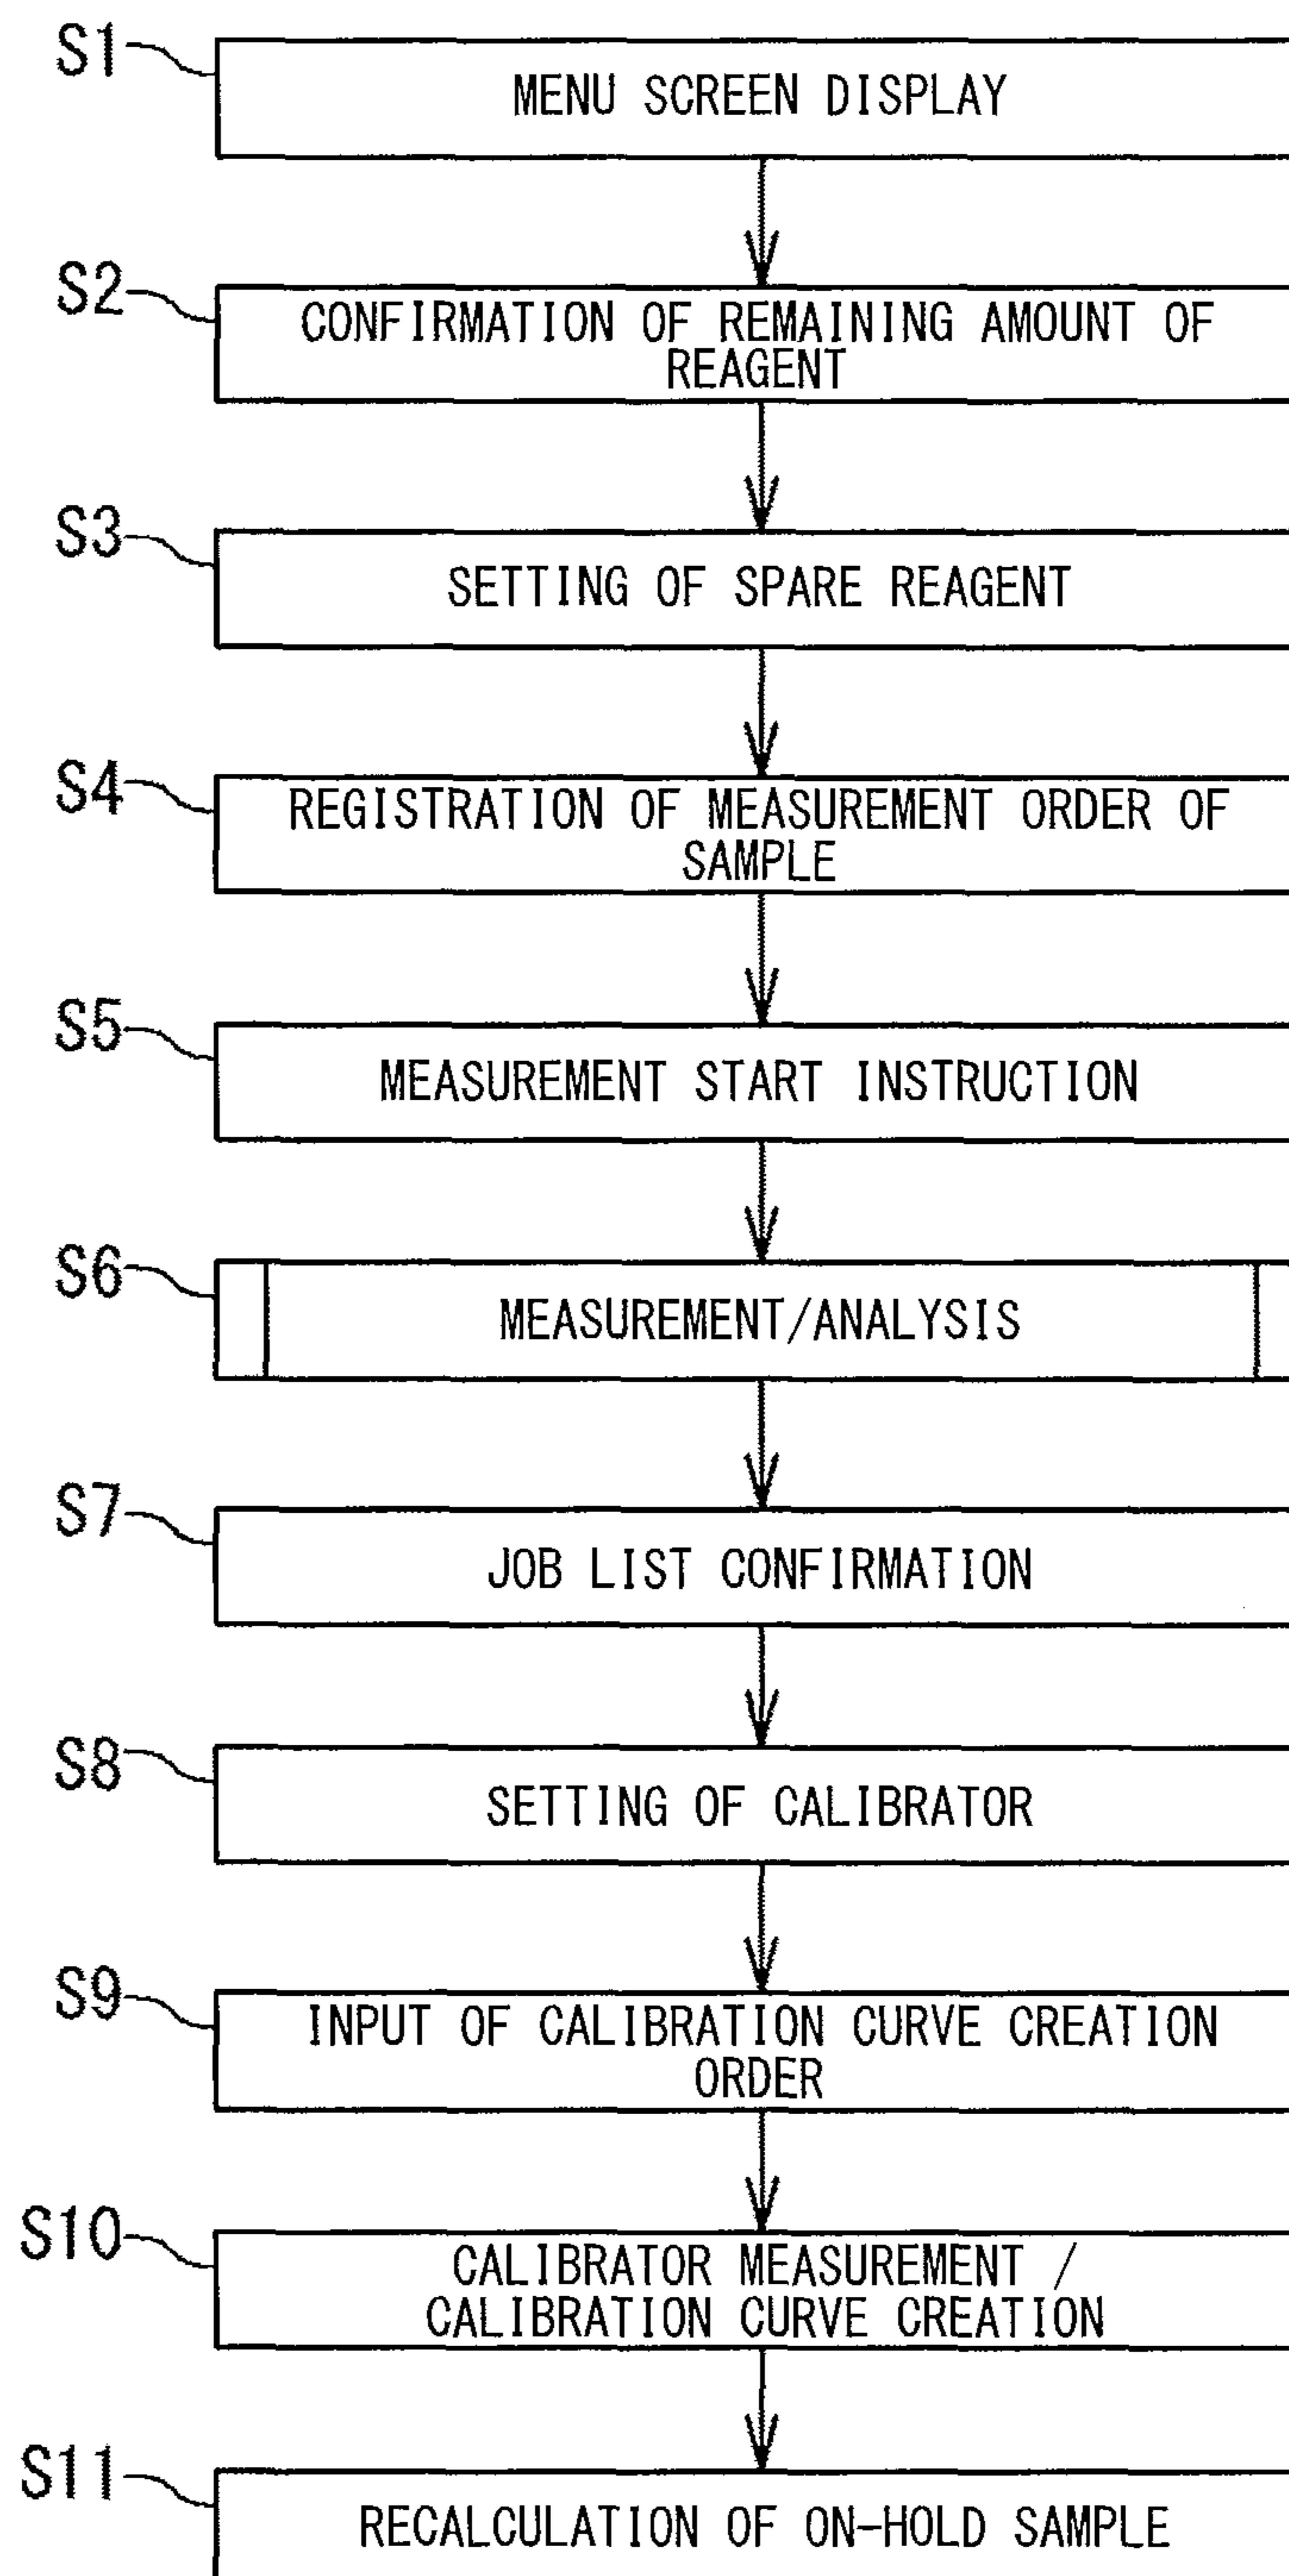 S1
MENU SCREEN DISPLAY
S2
CONFIRMATION OF REMAINING AMOUNT OF
REAGENT
S3
SETTING OF SPARE REAGENT
S4
REGISTRATION OF MEASUREMENT ORDER OF
SAMPLE
S5
MEASUREMENT START INSTRUCTION
S6
MEASUREMENT/ANALYSIS
S7
JOB LIST CONFIRMATION
S8
SETTING OF CALIBRATOR
S9
INPUT OF CALIBRATION CURVE CREATION
ORDER
S10
CALIBRATOR MEASUREMENT /
CALIBRATION CURVE CREATION
S11
RECALCULATION OF ON-HOLD SAMPLE